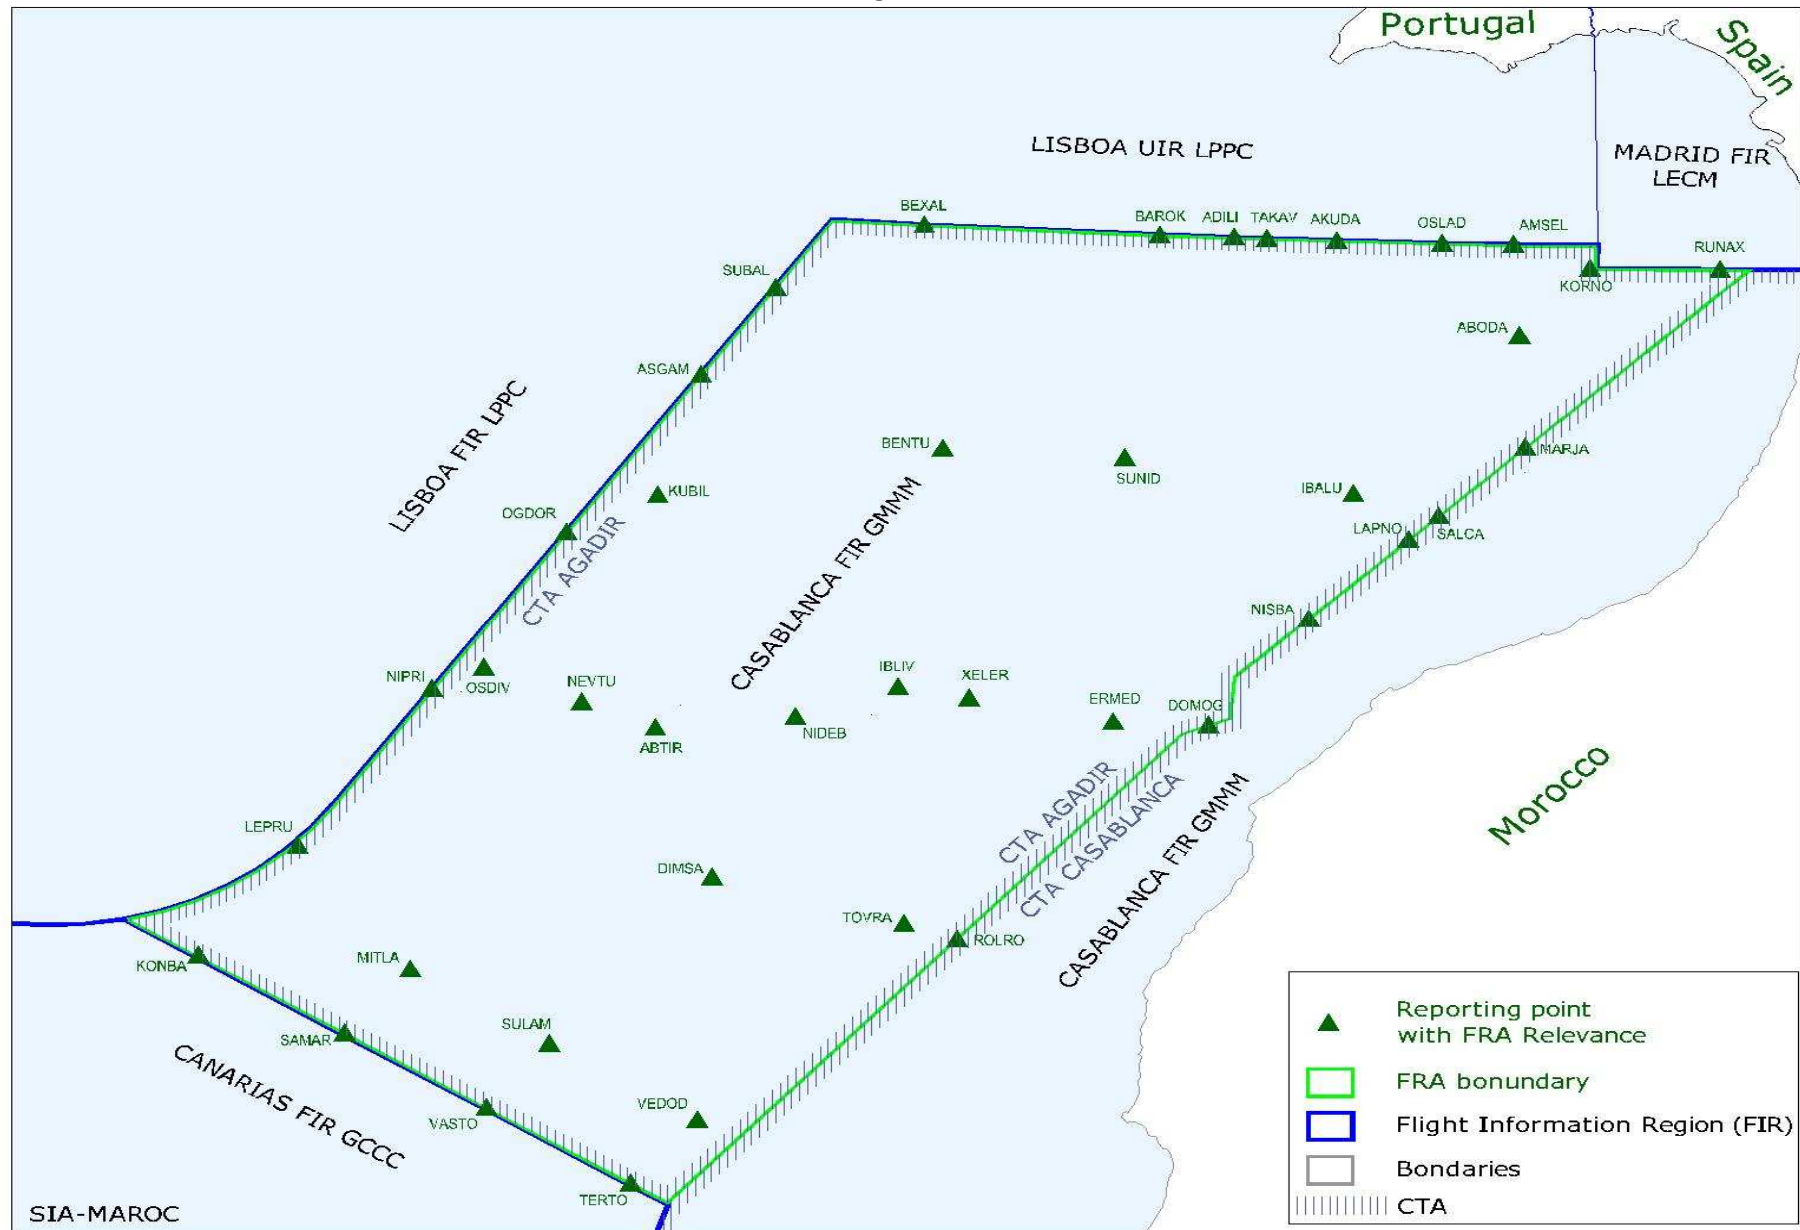 Portugal
Spain
LISBOA UIR LPPC
MADRID FIR
LECM
BEXAL
BAROK
ADILI
TAKAV
AKUDA
OSLAD
AMSEL
RUNAX
KORNO
SUBAL
ABODA
ASGAM
LISBOA FIR LPPC
BENTU
SUNID
MARJA
KUBIL
IBALU
OGDOR
CTA AGADIR
CASABLANCA FIR GMMM
LAPNO
SALCA
NISBA
NIPRI
OSDIV
NEVTU
IBLIV
XELER
ERMED
DOMOG
ABTIR
NIDEB
CTA AGADIR
CTA CASABLANCA
CASABLANCA FIR GMMM
Morocco
LEPRU
DIMSA
TOVRA
ROLRO
KONBA
MITLA
SAMAR
SULAM
CANARIAS FIR GCCC
VASTO
VEDOD
TERTO
Reporting point
with FRA Relevance
FRA bonundary
Flight Information Region (FIR)
Bondaries
CTA
SIA-MAROC